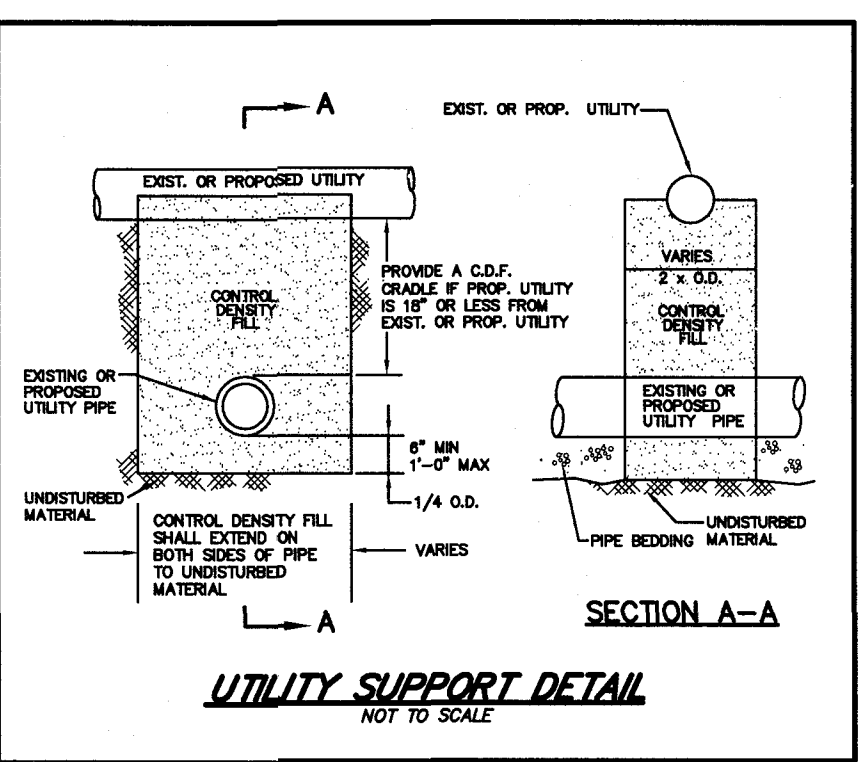 A
EXIST. OR PROPOSED UTILITY
CONTROL
DENSITY
FILL
PROVIDE A C.D.F.
CRADLE IF PROP. UTILITY
IS 18" OR LESS FROM
EXIST. OR PROP. UTILITY
EXISTING OR
PROPOSED
UTILITY PIPE
6" MIN
1'-0" MAX
1/4 O.D.
UNDISTURBED
MATERIAL
CONTROL DENSITY FILL
SHALL EXTEND ON
BOTH SIDES OF PIPE
TO UNDISTURBED
MATERIAL
VARIES
A
EXIST. OR PROP. UTILITY
VARIES
2 x O.D.
CONTROL
DENSITY
FILL
EXISTING OR
PROPOSED
UTILITY PIPE
UNDISTURBED
MATERIAL
PIPE BEDDING
SECTION A-A
UTILITY SUPPORT DETAIL
NOT TO SCALE